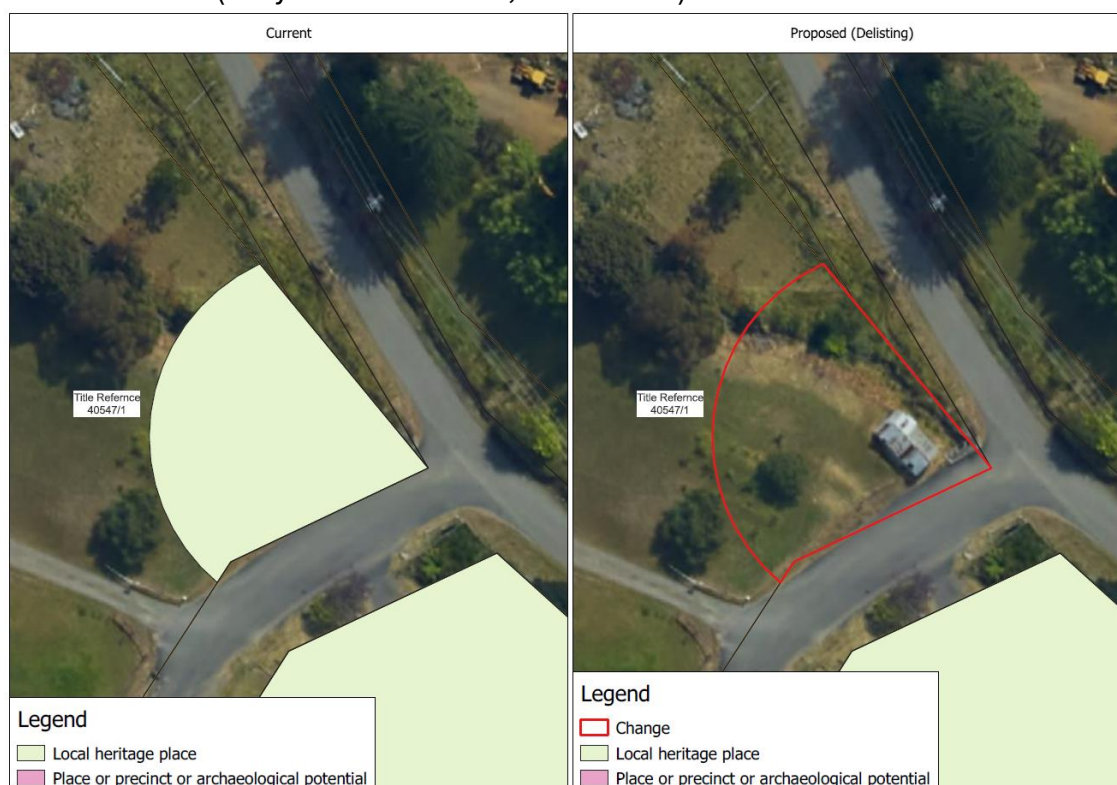 Current
Proposed (Delisting)
Title Refernce
40547/1
Title Refernce
40547/1
Legend
Local heritage place
Place or precinct or archaeological potential
Legend
Change
Local heritage place
Place or precinct or archaeological potential